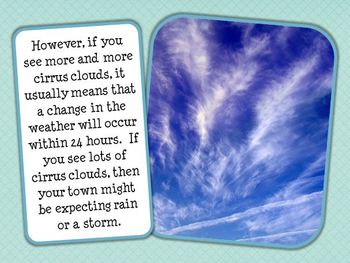 However, if you
see more and more
cirrus clouds, it
usually means that
a change in the
weather will occur
within 24 hours.  If
you see lots of
cirrus clouds, then
your town might
be expecting rain
or a storm.